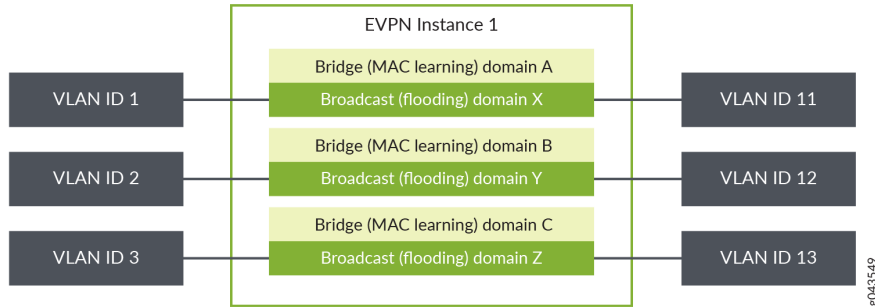 EVPN Instance 1
Bridge (MAC learning) domain A
VLAN ID 1
Broadcast (flooding) domain X
VLAN ID 11
Bridge (MAC learning) domain B
VLAN ID 2
Broadcast (flooding) domain Y
VLAN ID 12
Bridge (MAC learning) domain C
VLAN ID 3
Broadcast (flooding) domain Z
VLAN ID 13
g043549